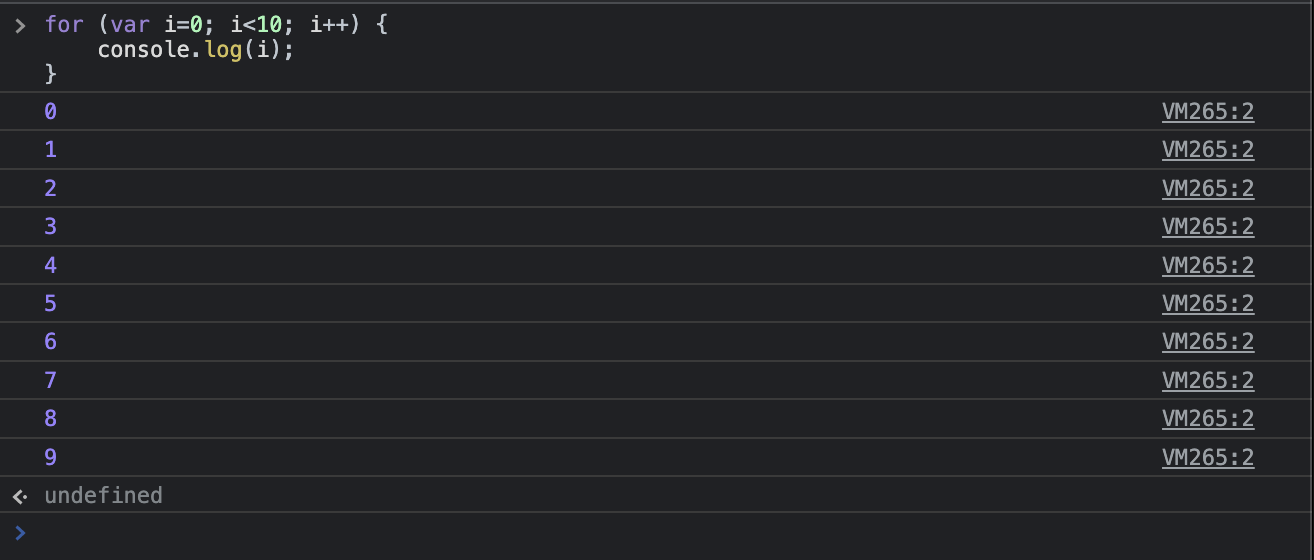 > for (var i=0; i<10; i++) {
    console.log(i);
}
0 VM265:2
1 VM265:2
2 VM265:2
3 VM265:2
4 VM265:2
5 VM265:2
6 VM265:2
7 VM265:2
8 VM265:2
9 VM265:2
undefined